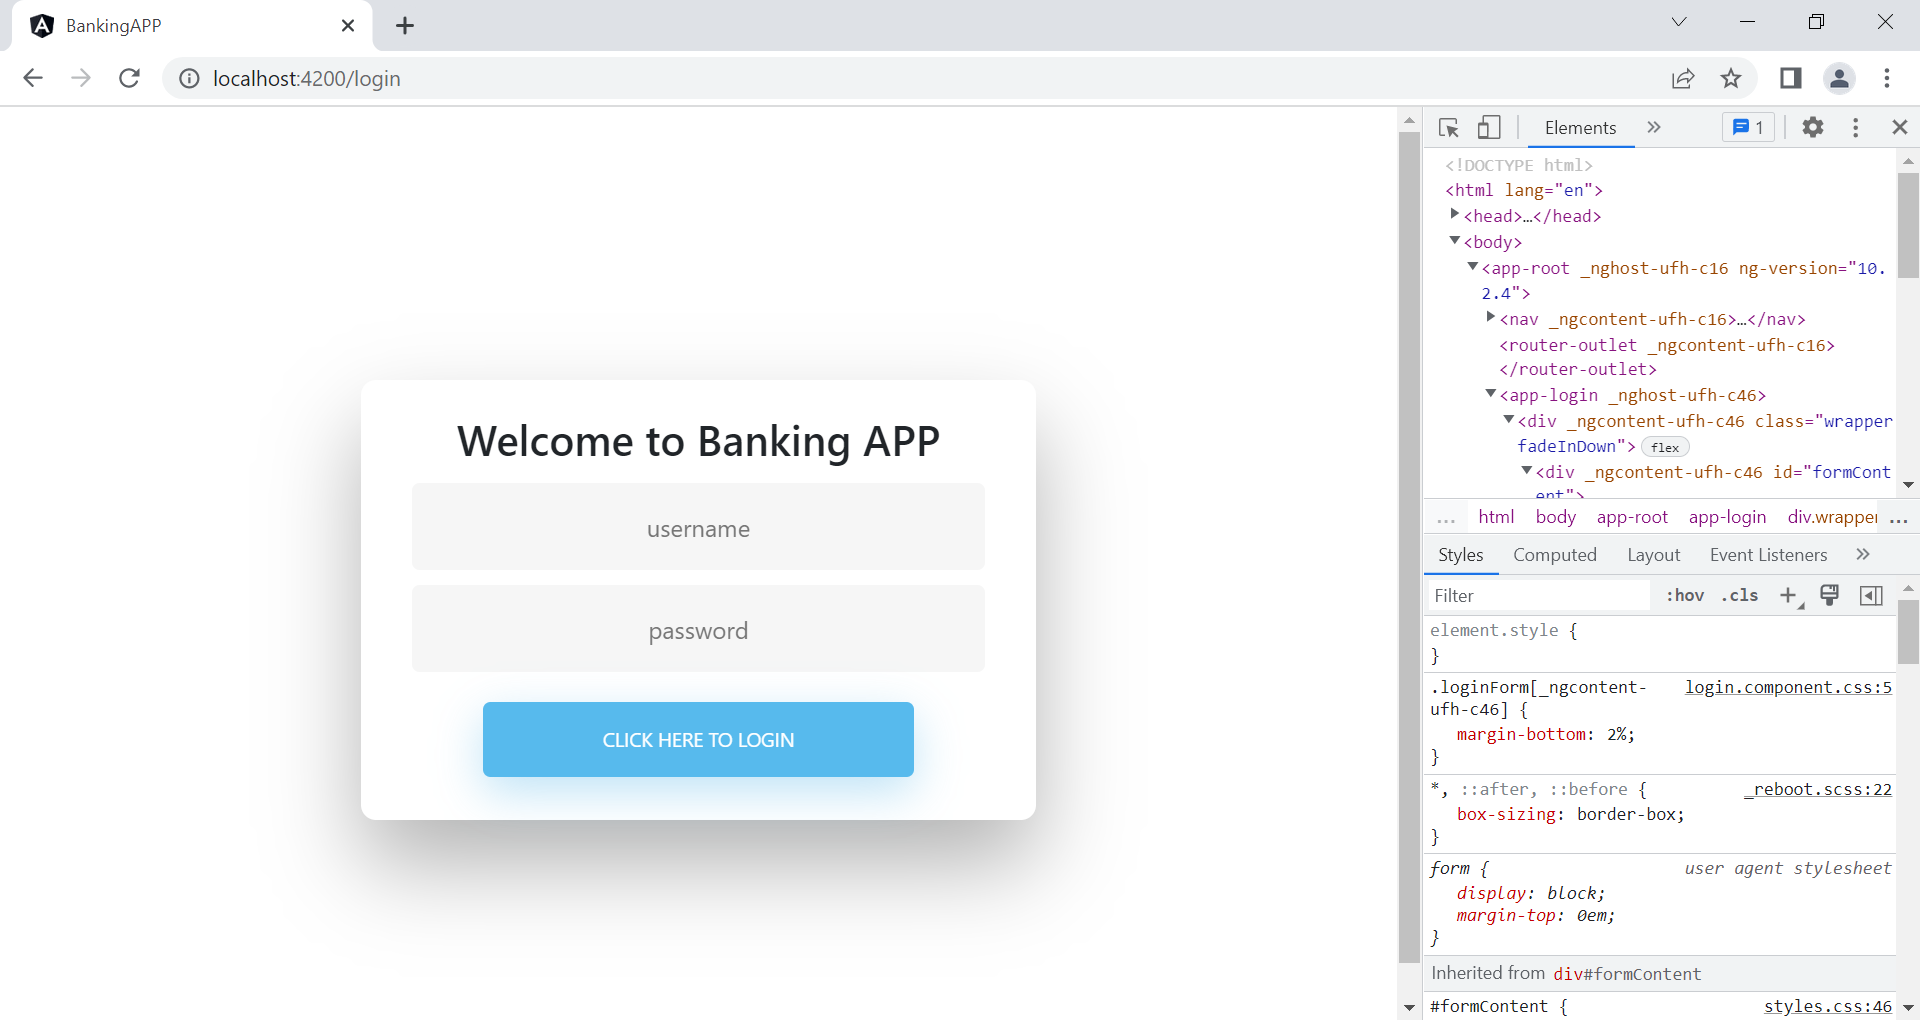 BankingAPP
localhost:4200/login
Welcome to Banking APP
username
password
CLICK HERE TO LOGIN
Elements
1
<!DOCTYPE html>
<html lang="en">
<head>…</head>
<body>
<app-root _nghost-ufh-c16 ng-version="10.
2.4">
<nav _ngcontent-ufh-c16>…</nav>
<router-outlet _ngcontent-ufh-c16>
</router-outlet>
<app-login _nghost-ufh-c46>
<div _ngcontent-ufh-c46 class="wrapper
fadeInDown"> flex
<div _ngcontent-ufh-c46 id="formCont
ent">
... html body app-root app-login div.wrapper ...
Styles Computed Layout Event Listeners
Filter :hov .cls
element.style {
}
.loginForm[_ngcontent- login.component.css:5
ufh-c46] {
margin-bottom: 2%;
}
*, ::after, ::before { _reboot.scss:22
box-sizing: border-box;
}
form { user agent stylesheet
display: block;
margin-top: 0em;
}
Inherited from div#formContent
#formContent { styles.css:46